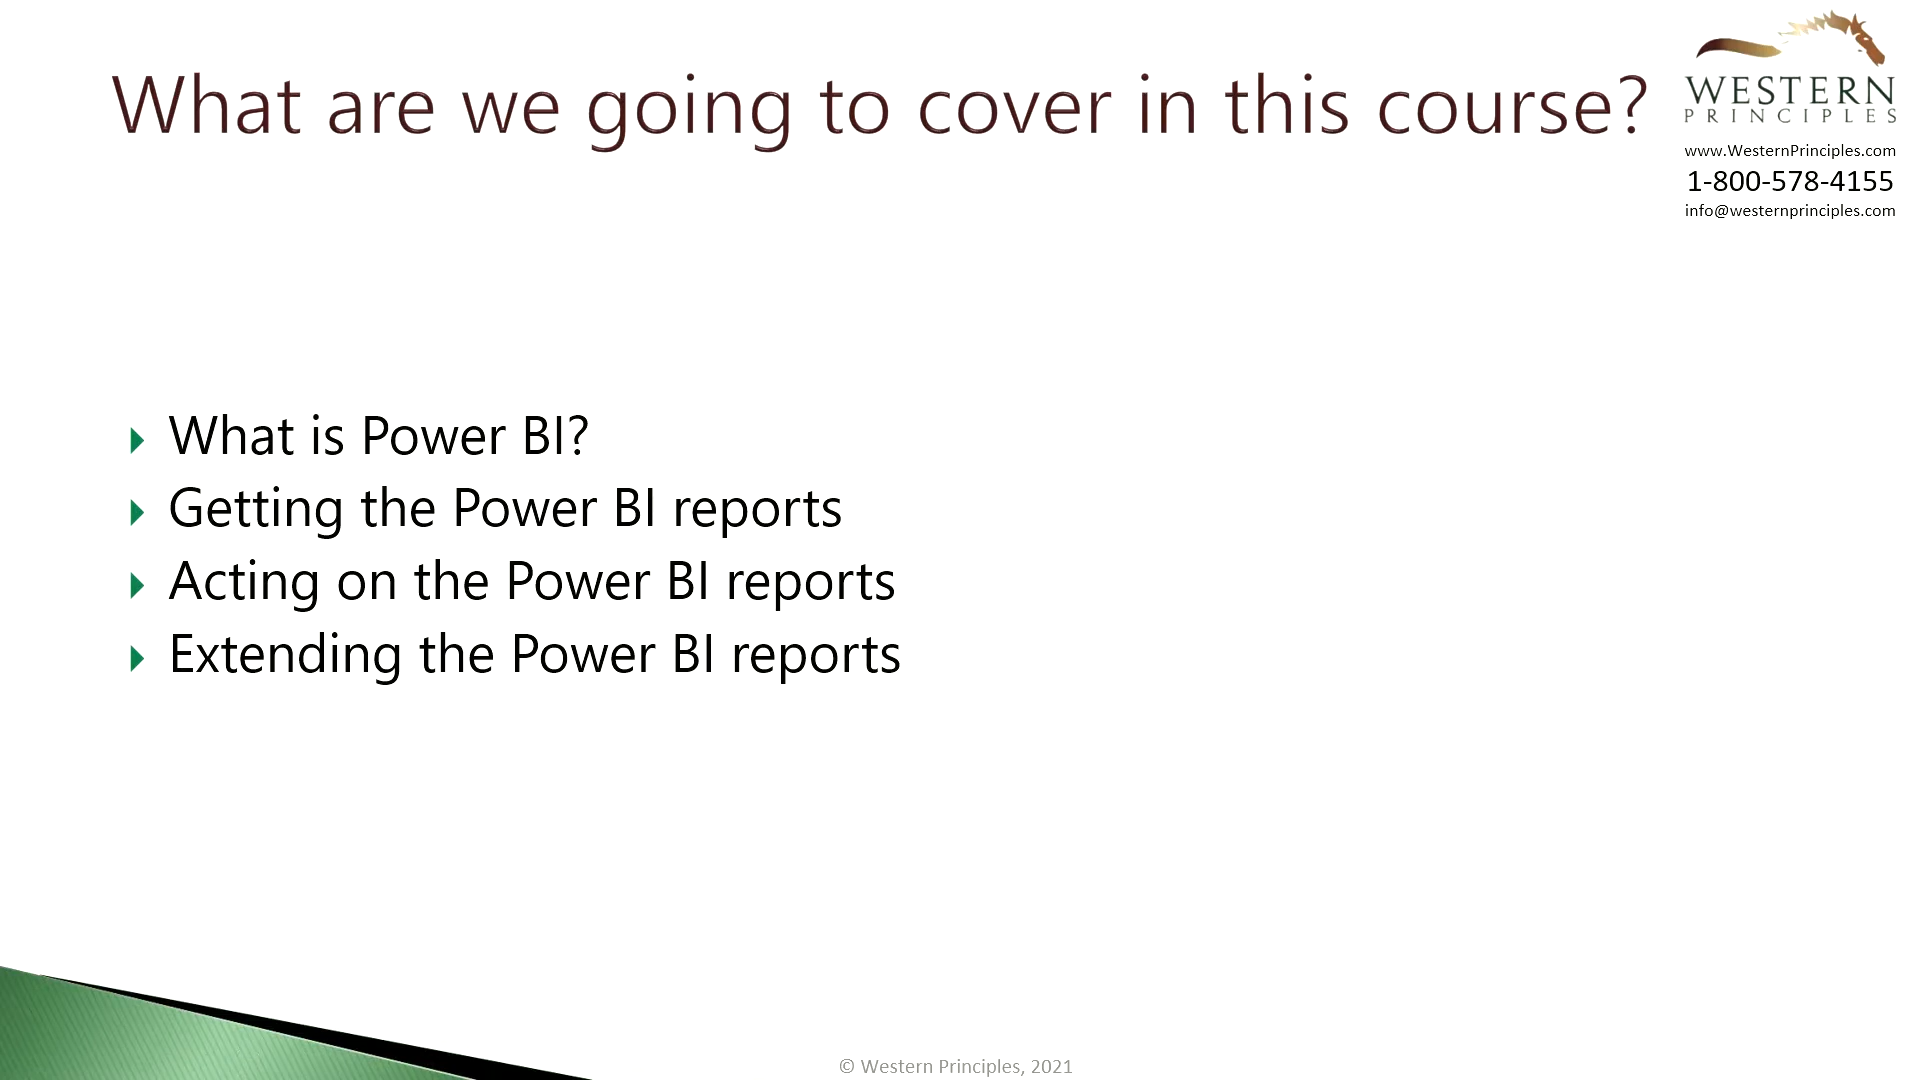 What are we going to cover in this course?
WESTERN
PRINCIPLES
www.WesternPrinciples.com
1-800-578-4155
info@westernprinciples.com
What is Power BI?
Getting the Power BI reports
Acting on the Power BI reports
Extending the Power BI reports
© Western Principles, 2021